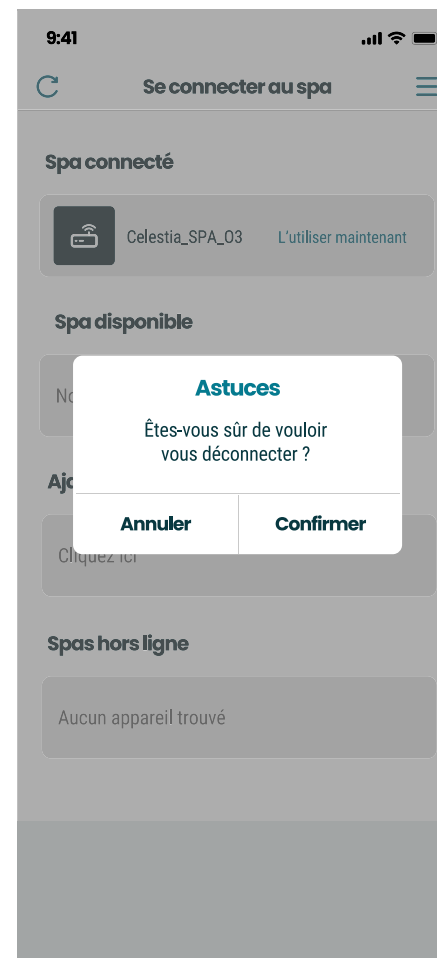 9:41
Se connecter au spa
Spa connecté
Celestia_SPA_03 L'utiliser maintenant
Spa disponible
Astuces
Êtes-vous sûr de vouloir
vous déconnecter ?
Annuler Confirmer
Cliquez ici
Spas hors ligne
Aucun appareil trouvé